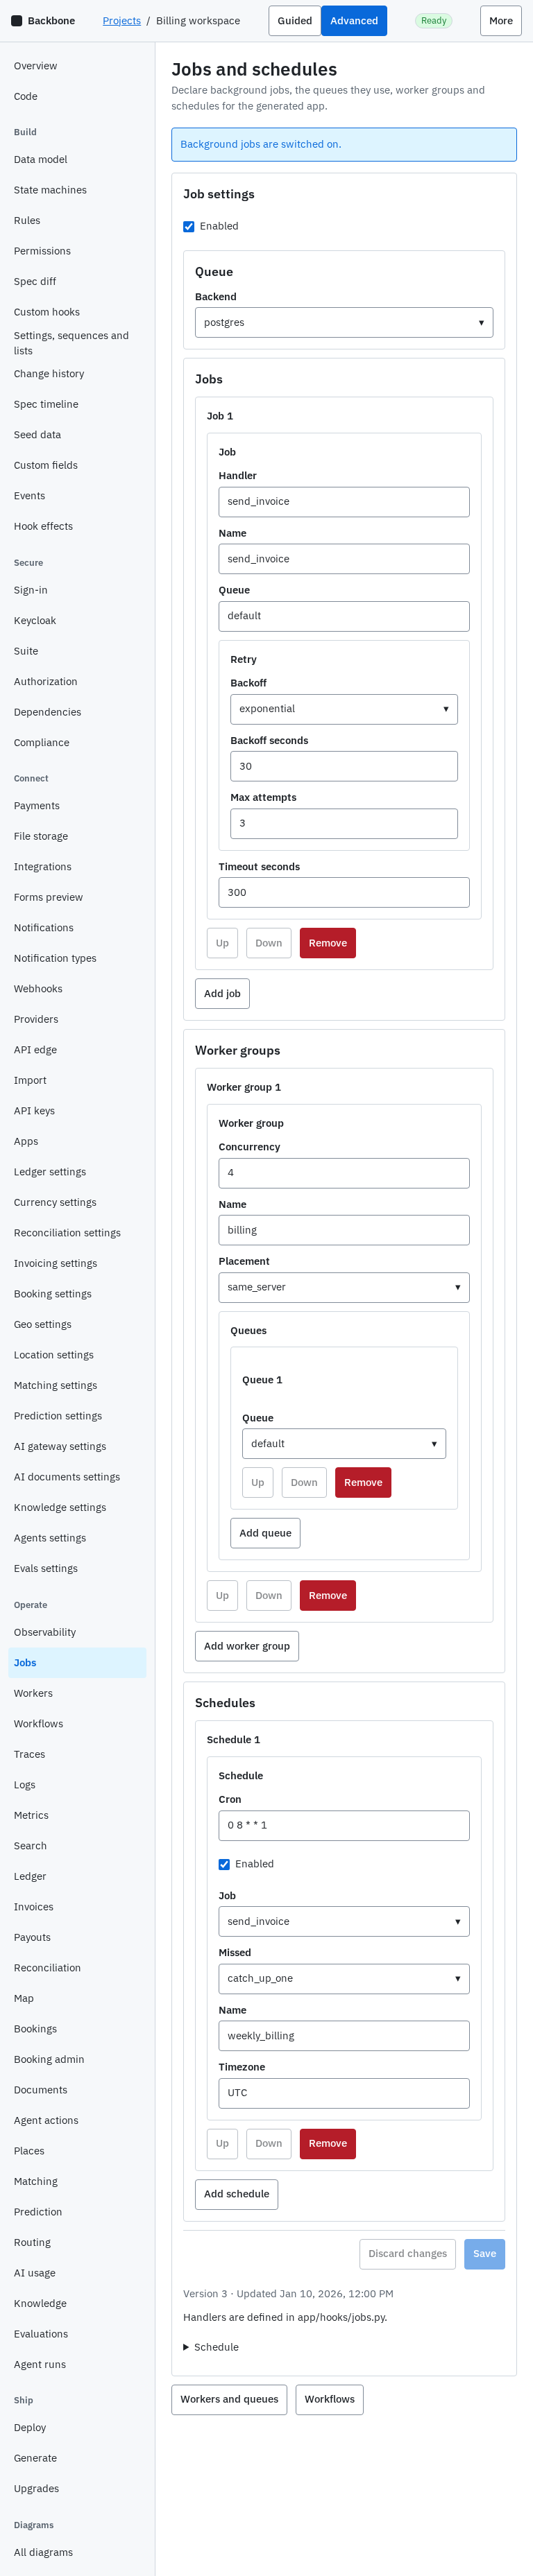 Backbone
Projects / Billing workspace
Guided
Advanced
Ready
More
Overview
Code
Build
Data model
State machines
Rules
Permissions
Spec diff
Custom hooks
Settings, sequences and
lists
Change history
Spec timeline
Seed data
Custom fields
Events
Hook effects
Secure
Sign-in
Keycloak
Suite
Authorization
Dependencies
Compliance
Connect
Payments
File storage
Integrations
Forms preview
Notifications
Notification types
Webhooks
Providers
API edge
Import
API keys
Apps
Ledger settings
Currency settings
Reconciliation settings
Invoicing settings
Booking settings
Geo settings
Location settings
Matching settings
Prediction settings
AI gateway settings
AI documents settings
Knowledge settings
Agents settings
Evals settings
Operate
Observability
Jobs
Workers
Workflows
Traces
Logs
Metrics
Search
Ledger
Invoices
Payouts
Reconciliation
Map
Bookings
Booking admin
Documents
Agent actions
Places
Matching
Prediction
Routing
AI usage
Knowledge
Evaluations
Agent runs
Ship
Deploy
Generate
Upgrades
Diagrams
All diagrams
Jobs and schedules
Declare background jobs, the queues they use, worker groups and
schedules for the generated app.
Background jobs are switched on.
Job settings
Enabled
Queue
Backend
postgres
Jobs
Job 1
Job
Handler
send_invoice
Name
send_invoice
Queue
default
Retry
Backoff
exponential
Backoff seconds
30
Max attempts
3
Timeout seconds
300
Up
Down
Remove
Add job
Worker groups
Worker group 1
Worker group
Concurrency
4
Name
billing
Placement
same_server
Queues
Queue 1
Queue
default
Up
Down
Remove
Add queue
Up
Down
Remove
Add worker group
Schedules
Schedule 1
Schedule
Cron
0 8 * * 1
Enabled
Job
send_invoice
Missed
catch_up_one
Name
weekly_billing
Timezone
UTC
Up
Down
Remove
Add schedule
Discard changes
Save
Version 3 · Updated Jan 10, 2026, 12:00 PM
Handlers are defined in app/hooks/jobs.py.
Schedule
Workers and queues
Workflows